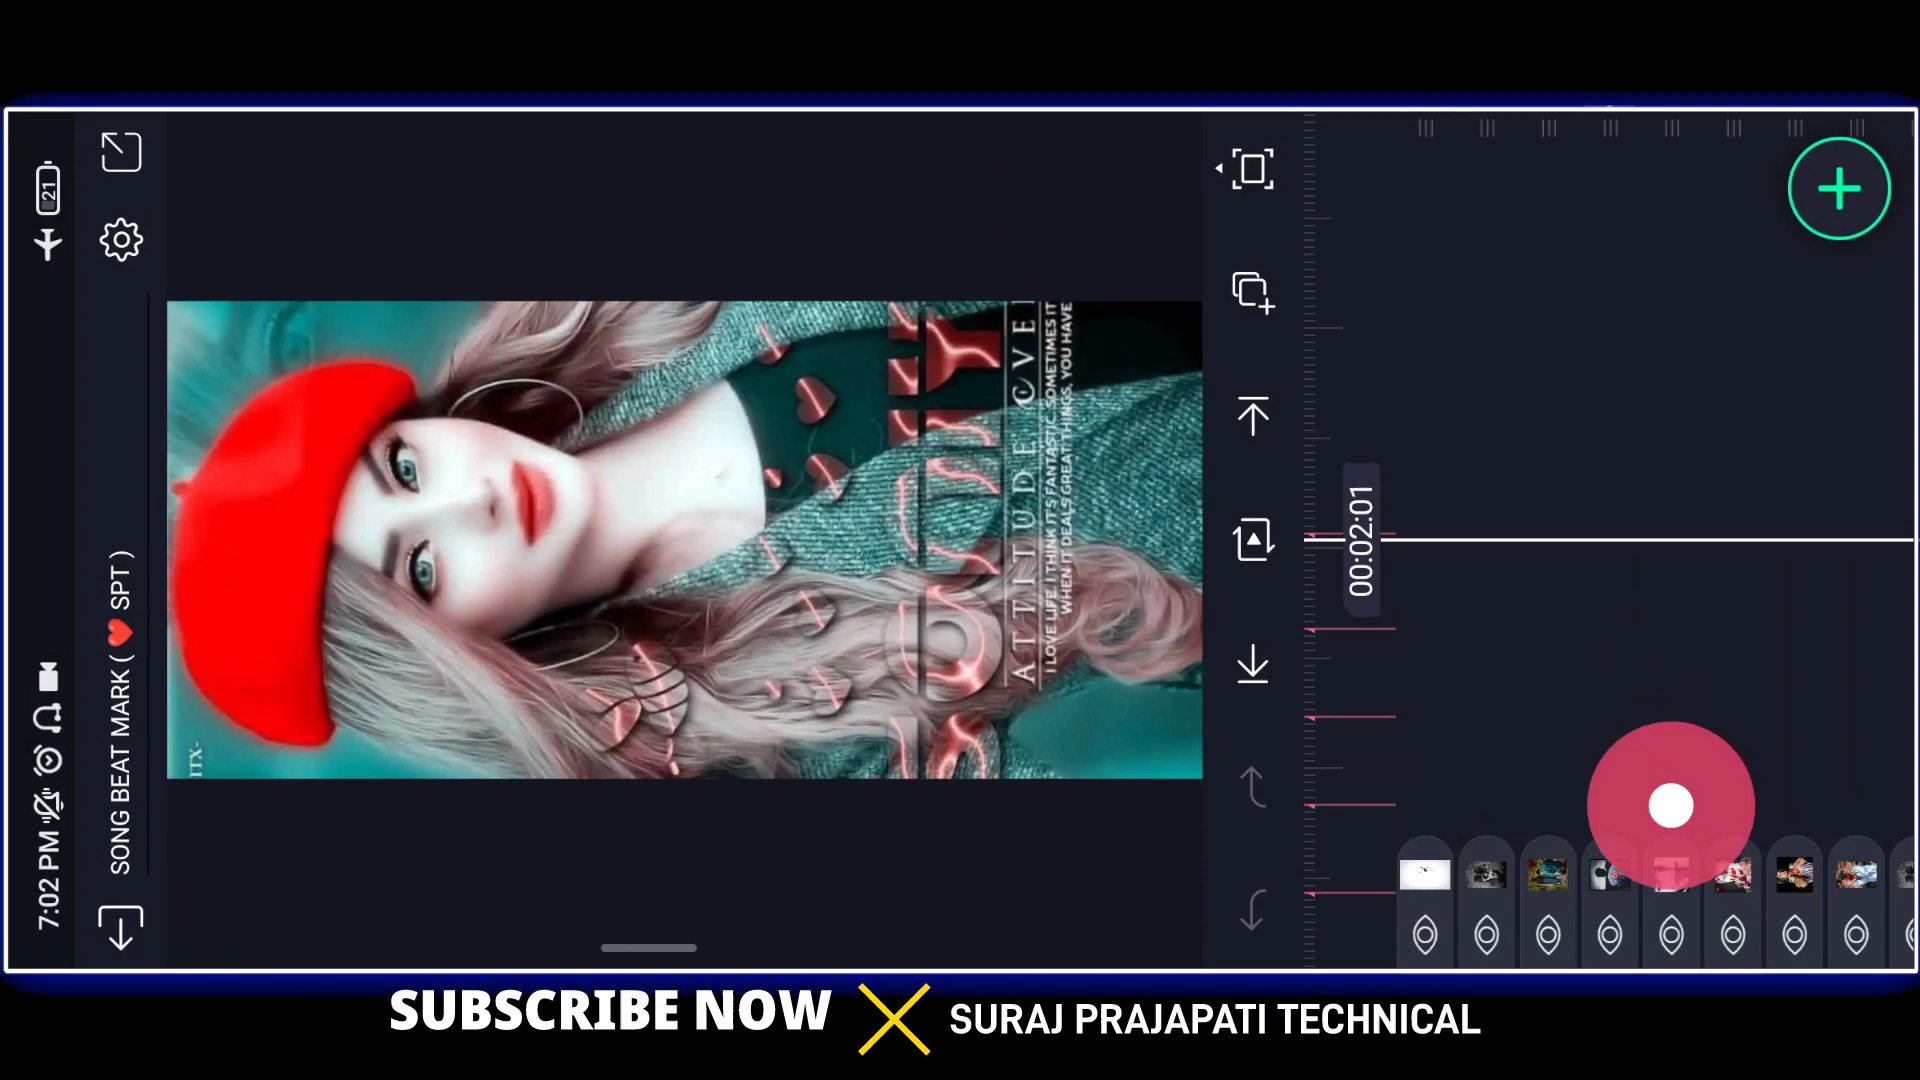 7:02 PM
21
SONG BEAT MARK ( ❤️ SPT )
ITX-
ATTITUDE
I LOVE LIFE. I THINK IT'S FANTASTIC. SOMETIMES IT
WHEN IT DEALS GREAT THINGS, YOU HAVE
00:02:01
SUBSCRIBE NOW
SURAJ PRAJAPATI TECHNICAL